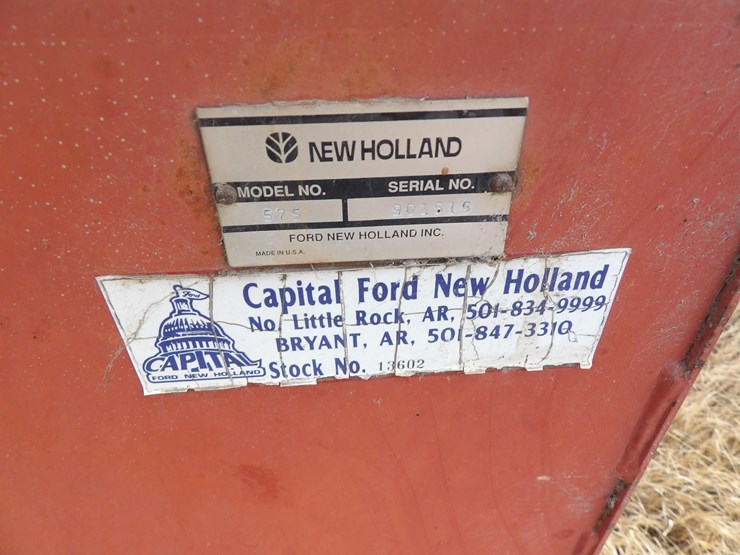 NEW HOLLAND
MODEL NO. SERIAL NO.
575
FORD NEW HOLLAND INC.
MADE IN U.S.A.
Capital Ford New Holland
No. Little Rock, AR, 501-834-9999
BRYANT, AR, 501-847-3310
Stock No. 13602
CAPITAL
FORD NEW HOLLAND